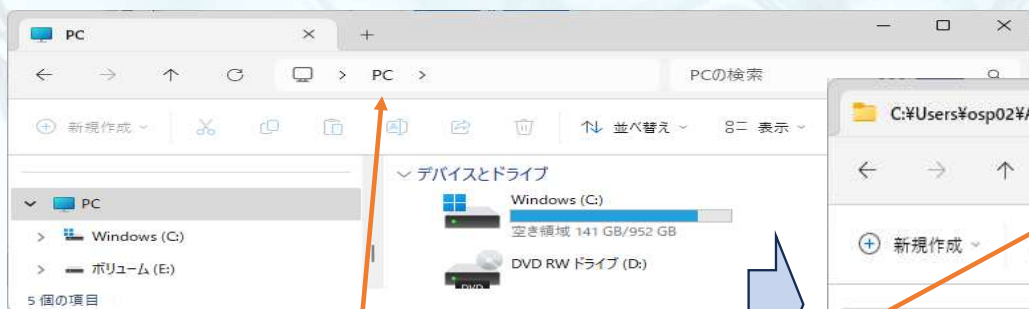 PC
PC
PCの検索
新規作成
並べ替え
表示
PC
Windows (C:)
ボリューム (E:)
5 個の項目
デバイスとドライブ
Windows (C:)
空き領域 141 GB/952 GB
DVD RW ドライブ (D:)
DVD
C:¥Users¥osp02¥A
新規作成